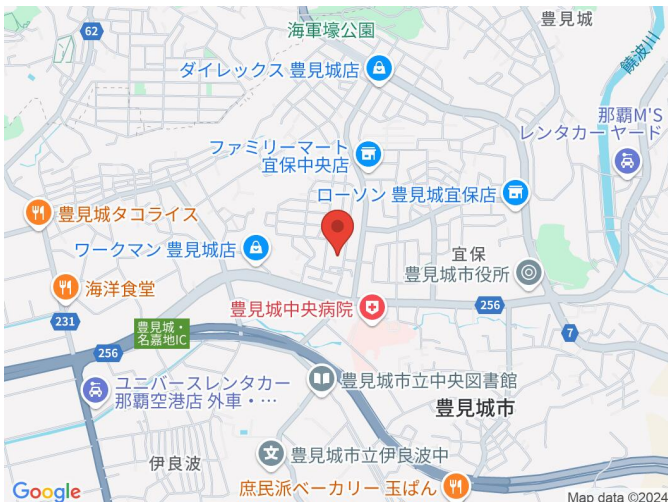 豊見城
62
海軍壕公園
饒波川
ダイレックス 豊見城店
那覇M'S
レンタカー ヤード
ファミリーマート
宜保中央店
ローソン 豊見城宜保店
豊見城タコライス
ワークマン 豊見城店
宜保
豊見城市役所
海洋食堂
豊見城中央病院
256
231
豊見城・
名嘉地IC
7
256
ユニバースレンタカー
那覇空港店 外車・…
豊見城市立中央図書館
豊見城市
伊良波
豊見城市立伊良波中
庶民派ベーカリー 玉ぱん
Google
Map data ©2024